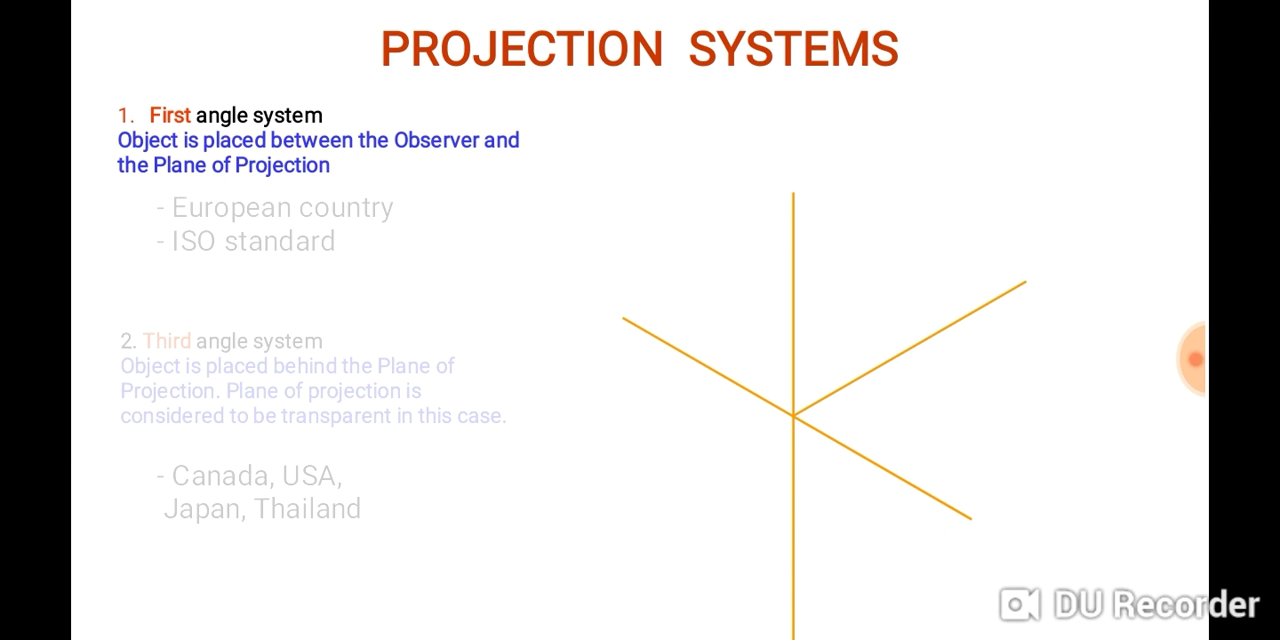 PROJECTION SYSTEMS
1. First angle system
Object is placed between the Observer and
the Plane of Projection
- European country
- ISO standard
2. Third angle system
Object is placed behind the Plane of
Projection. Plane of projection is
considered to be transparent in this case.
- Canada, USA,
Japan, Thailand
DU Recorder